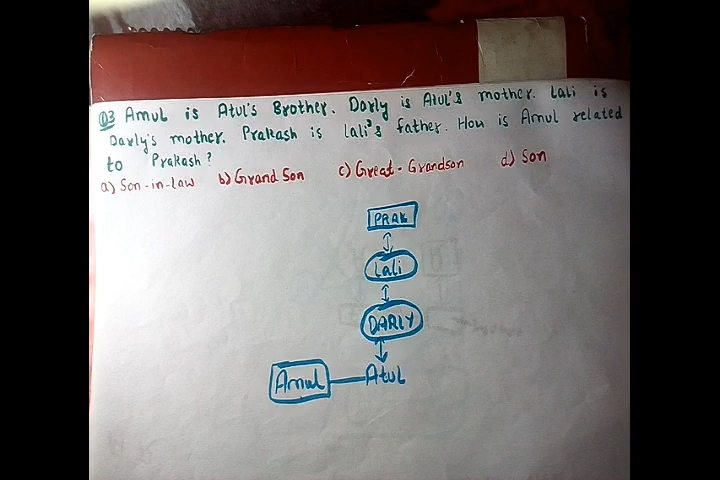 Q3 Amul is Atul's Brother. Darly is Atul's mother. Lali is
Darly's mother. Prakash is Lali's father. How is Amul related
to Prakash?
a) Son-in-law b) Grand Son c) Great-Grandson d) Son
PRAK
Lali
DARLY
Amul Atul